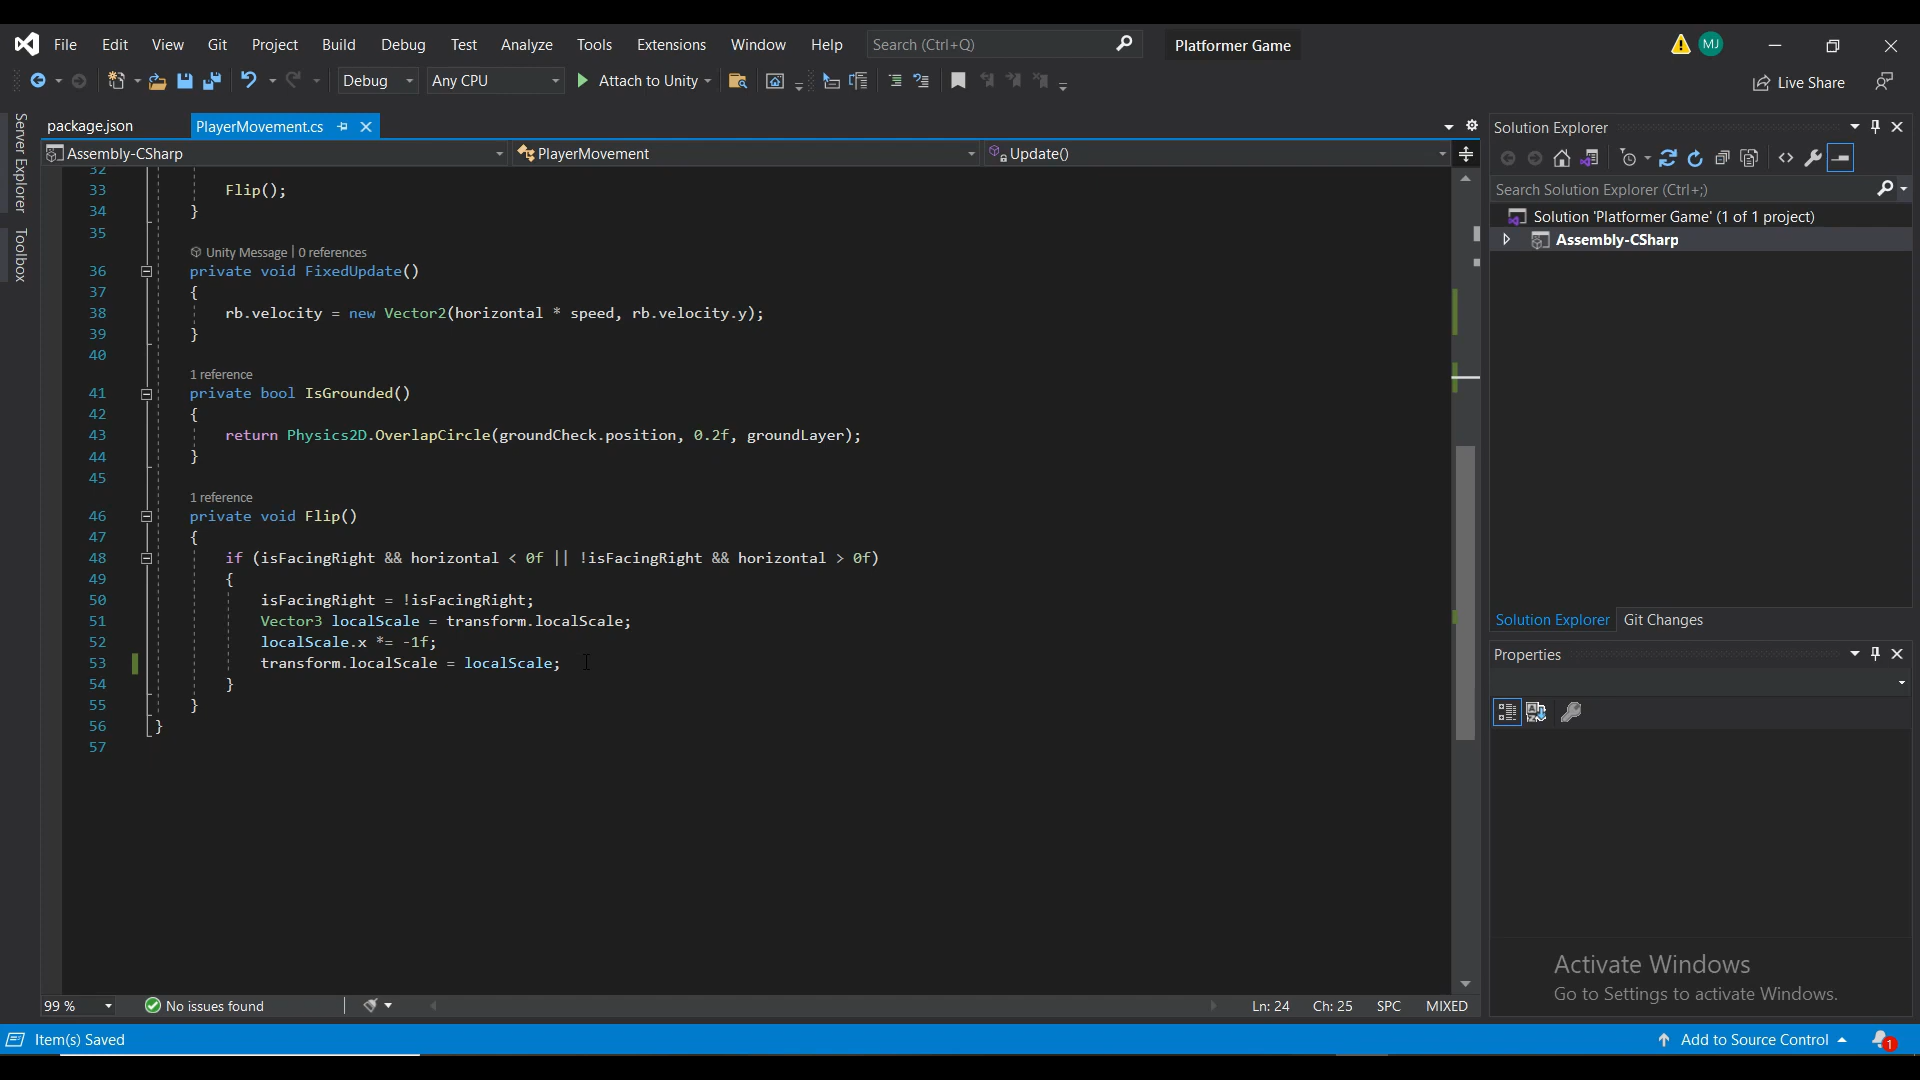 File Edit View Git Project Build Debug Test Analyze Tools Extensions Window Help Search (Ctrl+Q) Platformer Game MJ
Debug Any CPU Attach to Unity Live Share
Server Explorer
Toolbox
package.json PlayerMovement.cs
Assembly-CSharp PlayerMovement Update()
32
33 Flip();
34 }
35
Unity Message | 0 references
36 private void FixedUpdate()
37 {
38 rb.velocity = new Vector2(horizontal * speed, rb.velocity.y);
39 }
40
1 reference
41 private bool IsGrounded()
42 {
43 return Physics2D.OverlapCircle(groundCheck.position, 0.2f, groundLayer);
44 }
45
1 reference
46 private void Flip()
47 {
48 if (isFacingRight && horizontal < 0f || !isFacingRight && horizontal > 0f)
49 {
50 isFacingRight = !isFacingRight;
51 Vector3 localScale = transform.localScale;
52 localScale.x *= -1f;
53 transform.localScale = localScale;
54 }
55 }
56 }
57
99 % No issues found Ln: 24 Ch: 25 SPC MIXED
Solution Explorer
Search Solution Explorer (Ctrl+;)
Solution 'Platformer Game' (1 of 1 project)
Assembly-CSharp
Solution Explorer Git Changes
Properties
Activate Windows
Go to Settings to activate Windows.
Item(s) Saved Add to Source Control 1